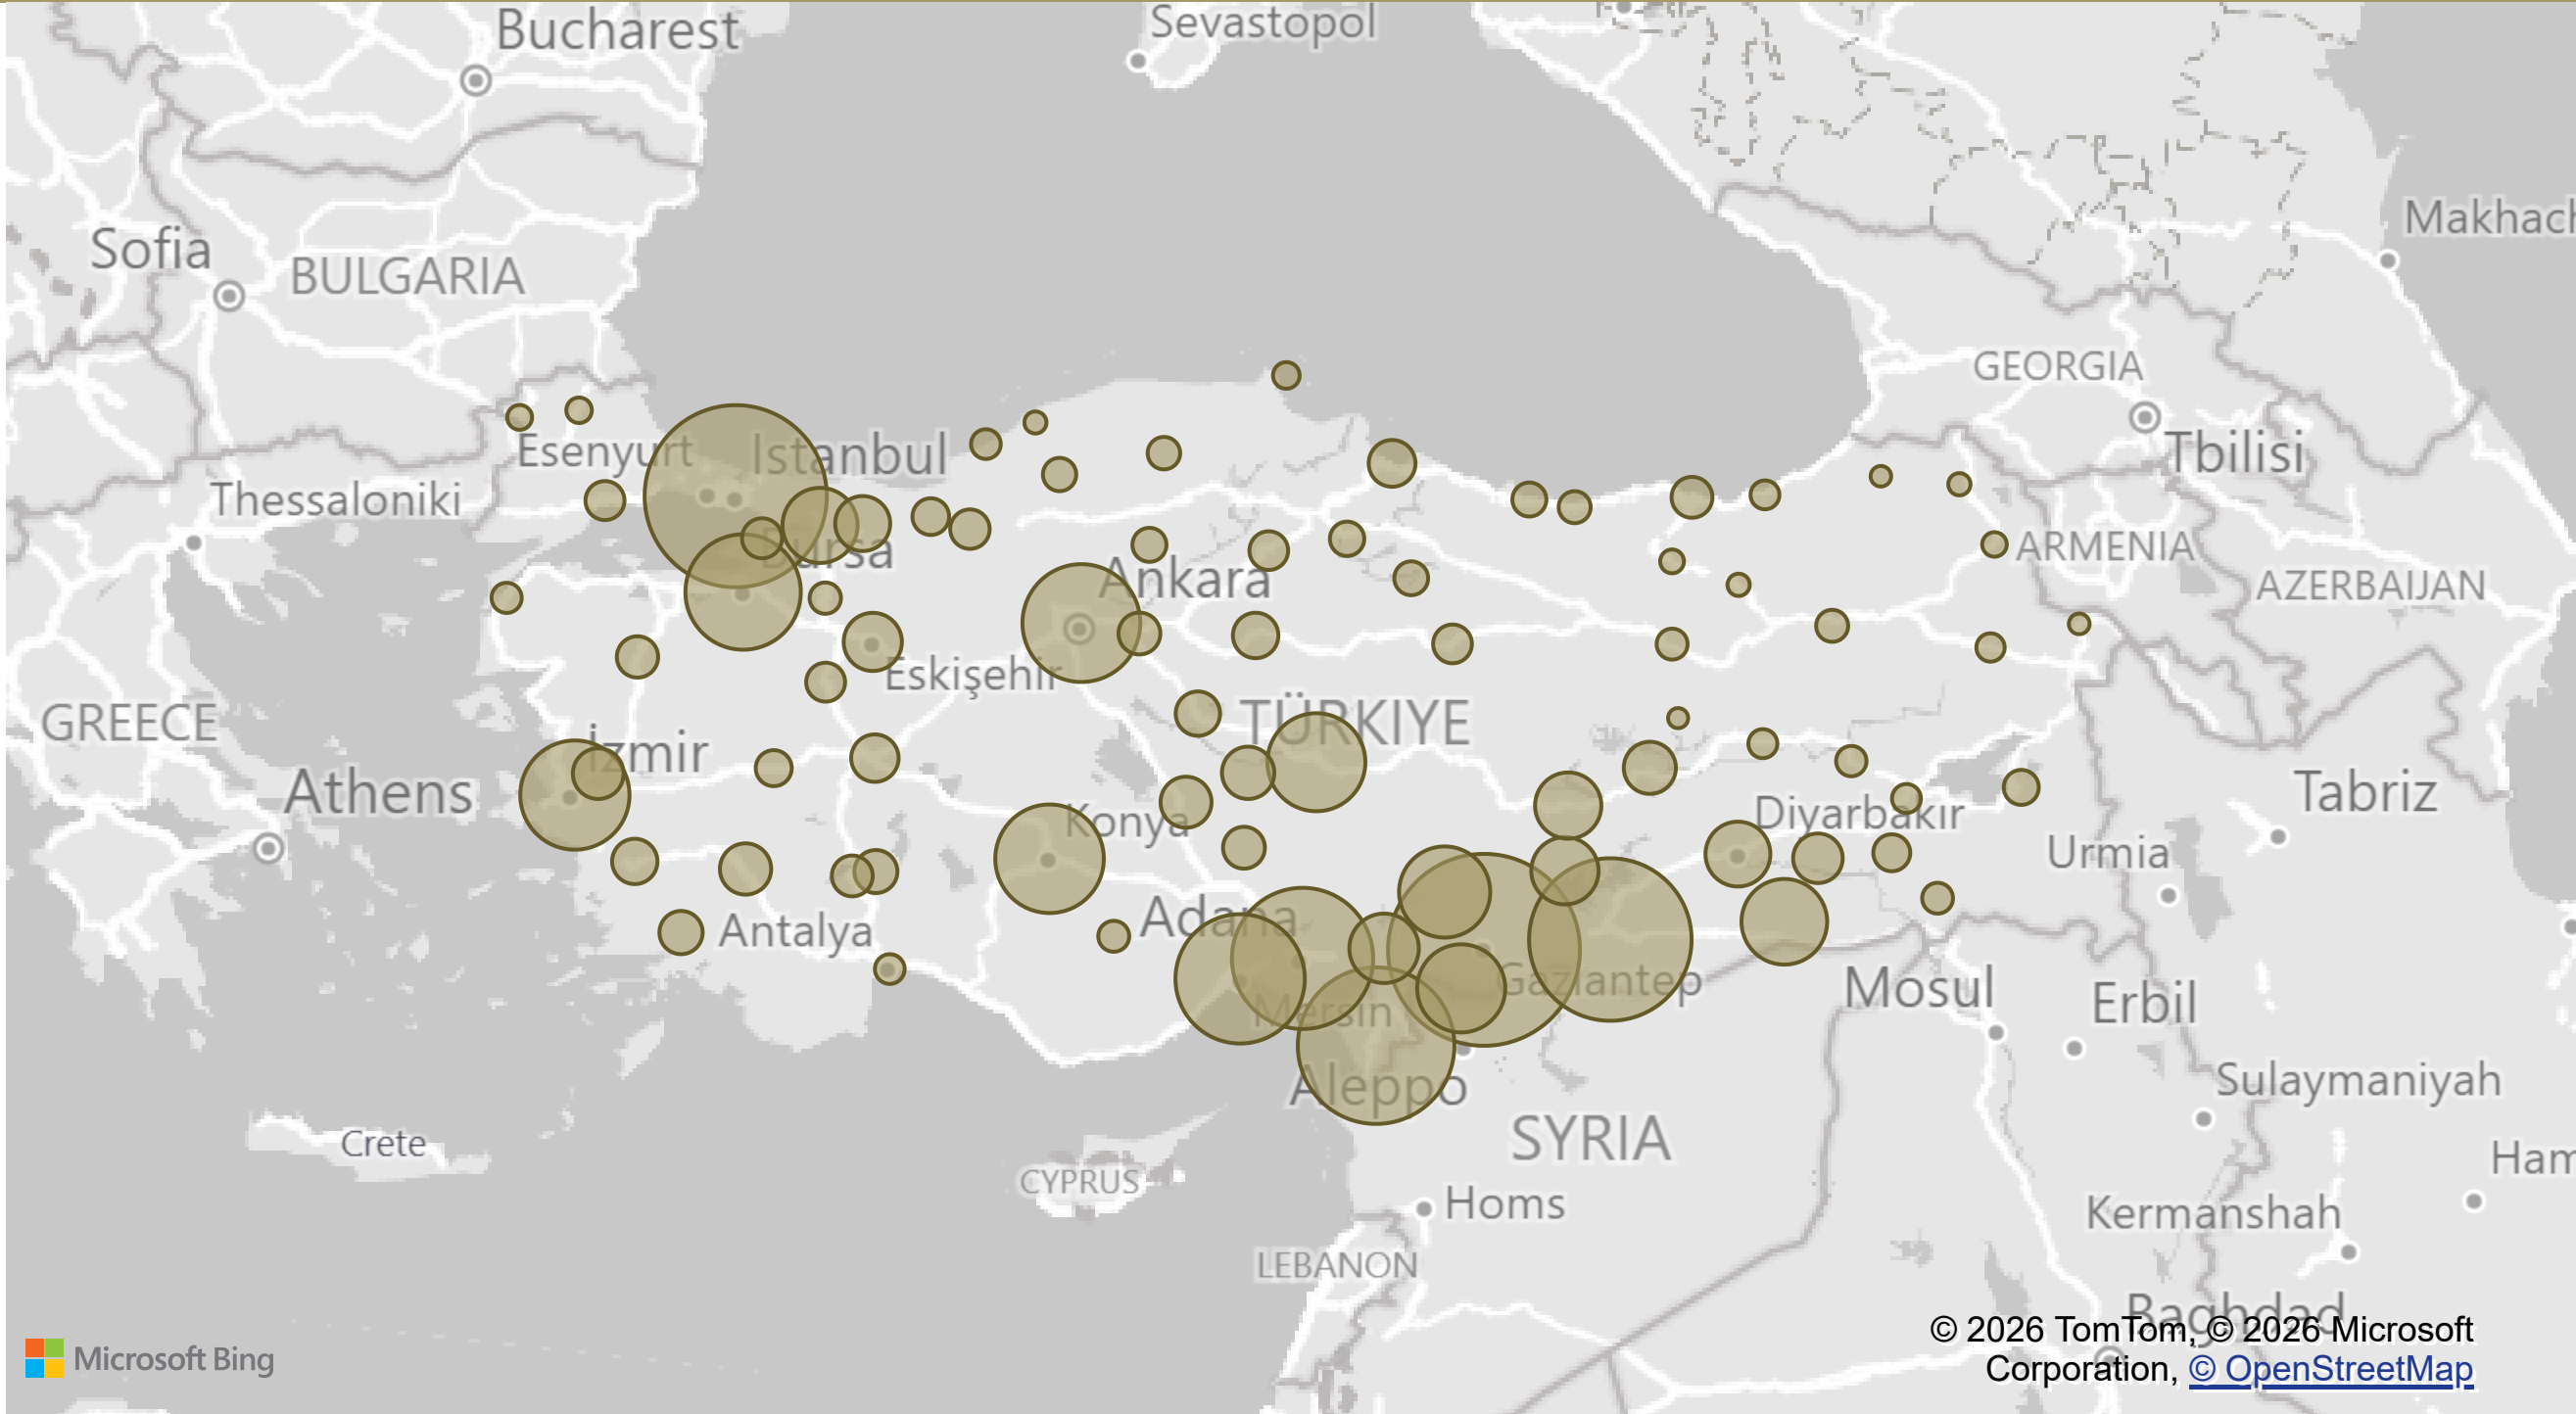 Bucharest
Sevastopol
Makhach
Sofia
BULGARIA
GEORGIA
Tbilisi
Esenyurt
Istanbul
Thessaloniki
ARMENIA
Bursa
Ankara
AZERBAIJAN
Eskişehir
GREECE
TÜRKIYE
İzmir
Athens
Tabriz
Konya
Diyarbakır
Urmia
Adana
Antalya
Gaziantep
Mosul
Erbil
Mersin
Aleppo
Sulaymaniyah
SYRIA
Crete
Ham
CYPRUS
Homs
Kermanshah
LEBANON
Baghdad
© 2026 TomTom, © 2026 Microsoft
Corporation, © OpenStreetMap
Microsoft Bing